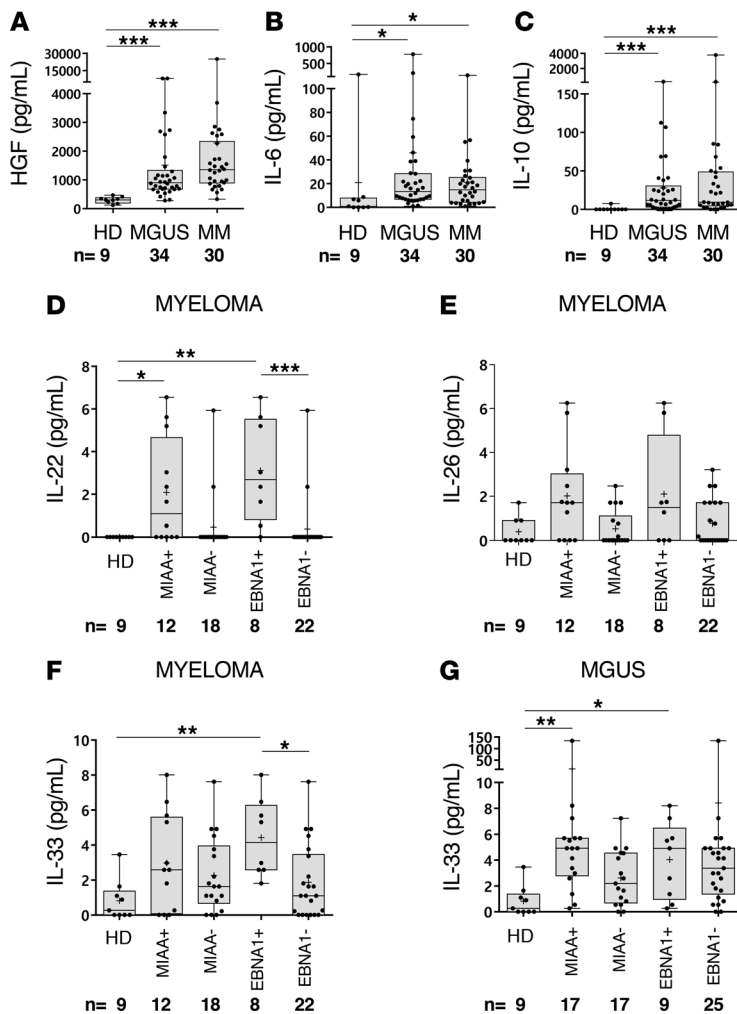 A
HGF (pg/mL)
30000
15000
4000
3000
2000
1000
0
***
***
HD MGUS MM
n= 9 34 30
B
IL-6 (pg/mL)
1000
500
100
80
60
40
20
0
*
*
HD MGUS MM
n= 9 34 30
C
IL-10 (pg/mL)
4000
2000
150
100
50
0
***
***
HD MGUS MM
n= 9 34 30
D
MYELOMA
IL-22 (pg/mL)
8
6
4
2
0
**
*
***
HD MIAA+ MIAA- EBNA1+ EBNA1-
n= 9 12 18 8 22
E
MYELOMA
IL-26 (pg/mL)
8
6
4
2
0
HD MIAA+ MIAA- EBNA1+ EBNA1-
n= 9 12 18 8 22
F
MYELOMA
IL-33 (pg/mL)
10
8
6
4
2
0
**
*
HD MIAA+ MIAA- EBNA1+ EBNA1-
n= 9 12 18 8 22
G
MGUS
IL-33 (pg/mL)
150
100
50
10
8
6
4
2
0
*
**
HD MIAA+ MIAA- EBNA1+ EBNA1-
n= 9 17 17 9 25